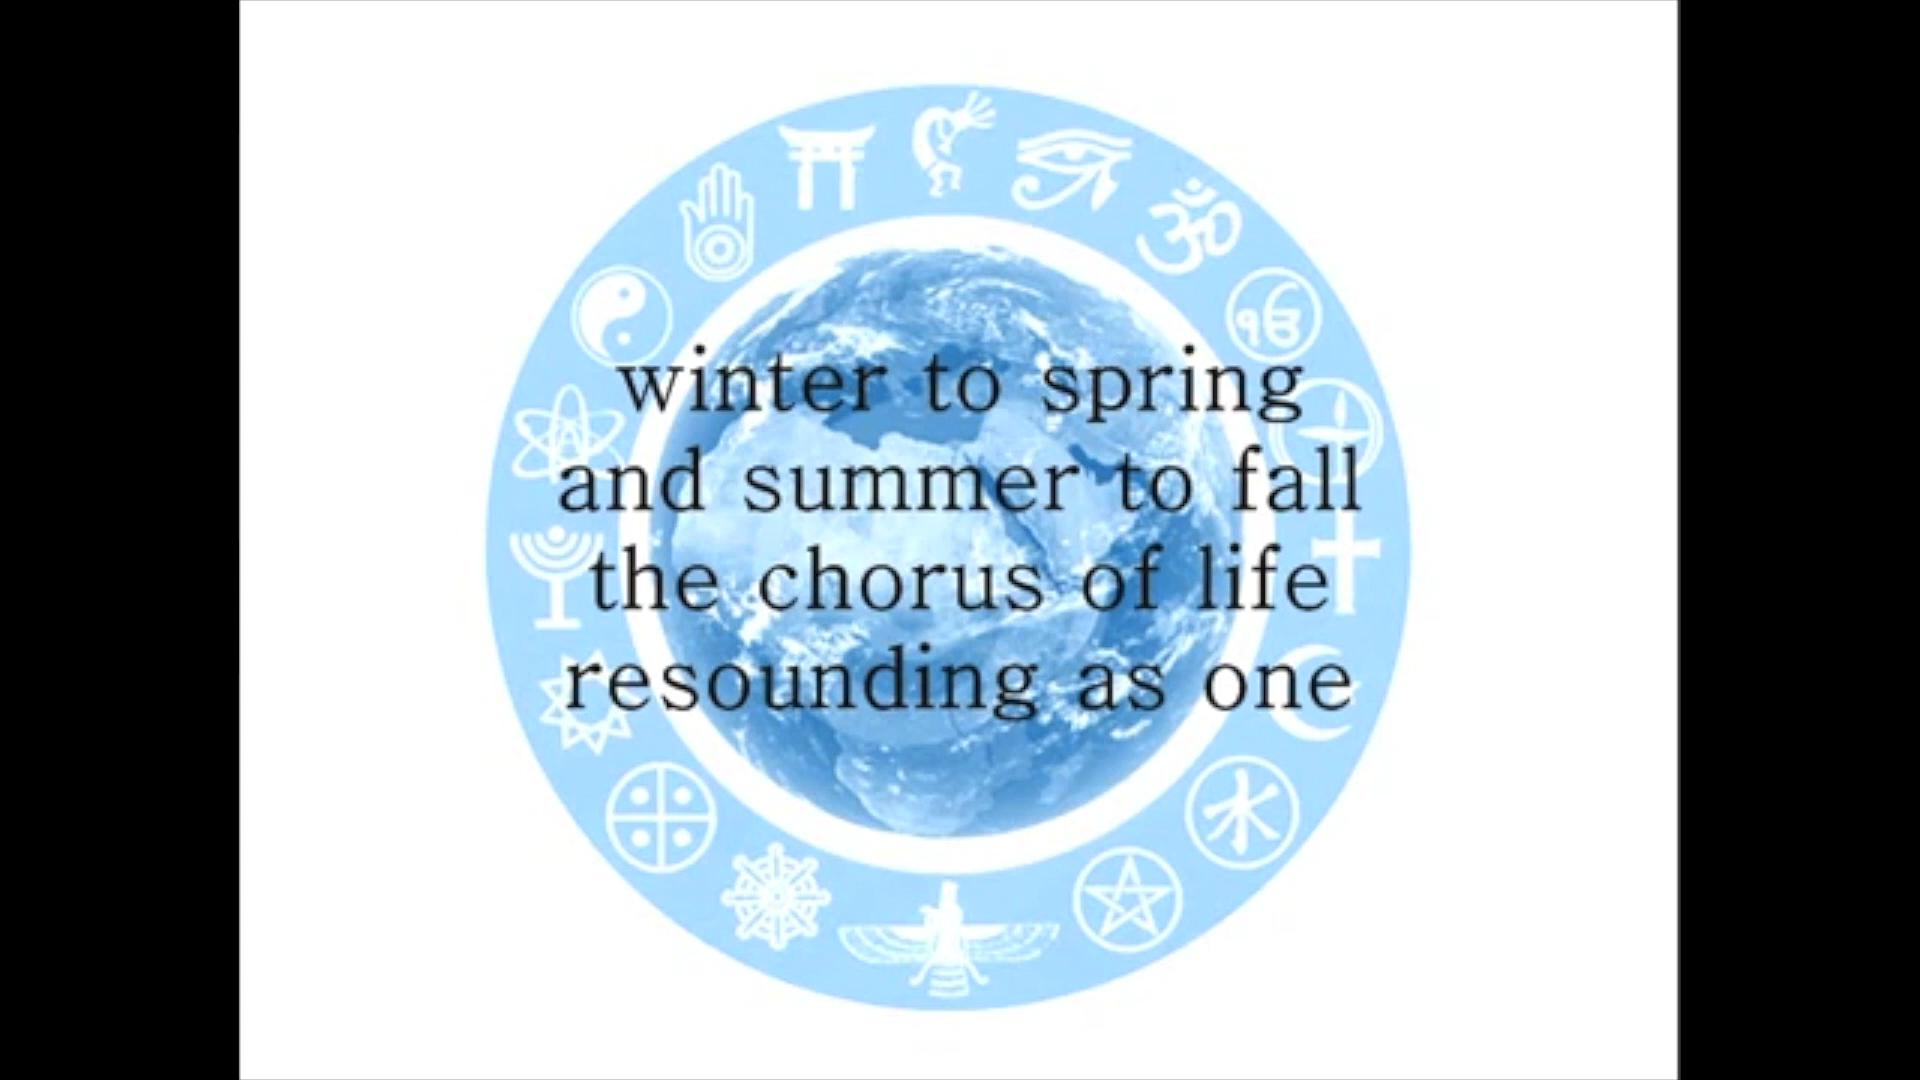 winter to spring
and summer to fall
the chorus of life
resounding as one